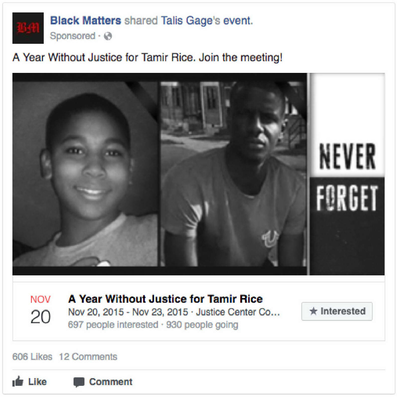 BM
Black Matters shared Talis Gage's event.
Sponsored ·
A Year Without Justice for Tamir Rice. Join the meeting!
NEVER
FORGET
NOV
20
A Year Without Justice for Tamir Rice
Nov 20, 2015 - Nov 23, 2015 · Justice Center Co...
697 people interested · 930 people going
★ Interested
606 Likes 12 Comments
Like Comment